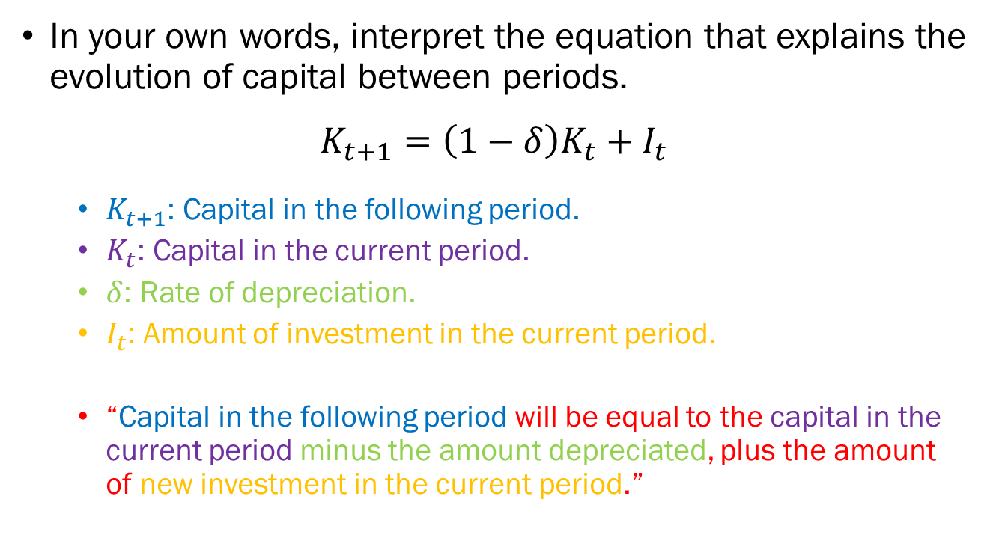 • In your own words, interpret the equation that explains the
evolution of capital between periods.
K_{t+1} = (1 − δ)K_t + I_t
• K_{t+1}: Capital in the following period.
• K_t: Capital in the current period.
• δ: Rate of depreciation.
• I_t: Amount of investment in the current period.
• “Capital in the following period will be equal to the capital in the
current period minus the amount depreciated, plus the amount
of new investment in the current period.”